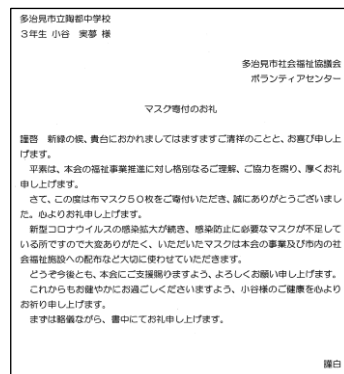 多治見市立陶都中学校
３年生 小谷 実夢 様
多治見市社会福祉協議会
ボランティアセンター
マスク寄付のお礼
謹啓 新緑の候、貴台におかれましてはますますご清祥のことと、お喜び申し上
げます。
平素は、本会の福祉事業推進に対し格別なるご理解、ご協力を賜り、厚くお礼
申し上げます。
さて、この度は布マスク５０枚をご寄付いただき、誠にありがとうございまし
た。心よりお礼申し上げます。
新型コロナウイルスの感染拡大が続き、感染防止に必要なマスクが不足して
いる所ですので大変ありがたく、いただいたマスクは本会の事業及び市内の社
会福祉施設への配布など大切に使わせていただきます。
どうぞ今後とも、本会にご支援賜りますよう、よろしくお願い申し上げます。
これからもお健やかにお過ごしくださいますよう、小谷様のご健康を心より
お祈り申し上げます。
まずは略儀ながら、書中にてお礼申し上げます。
謹白